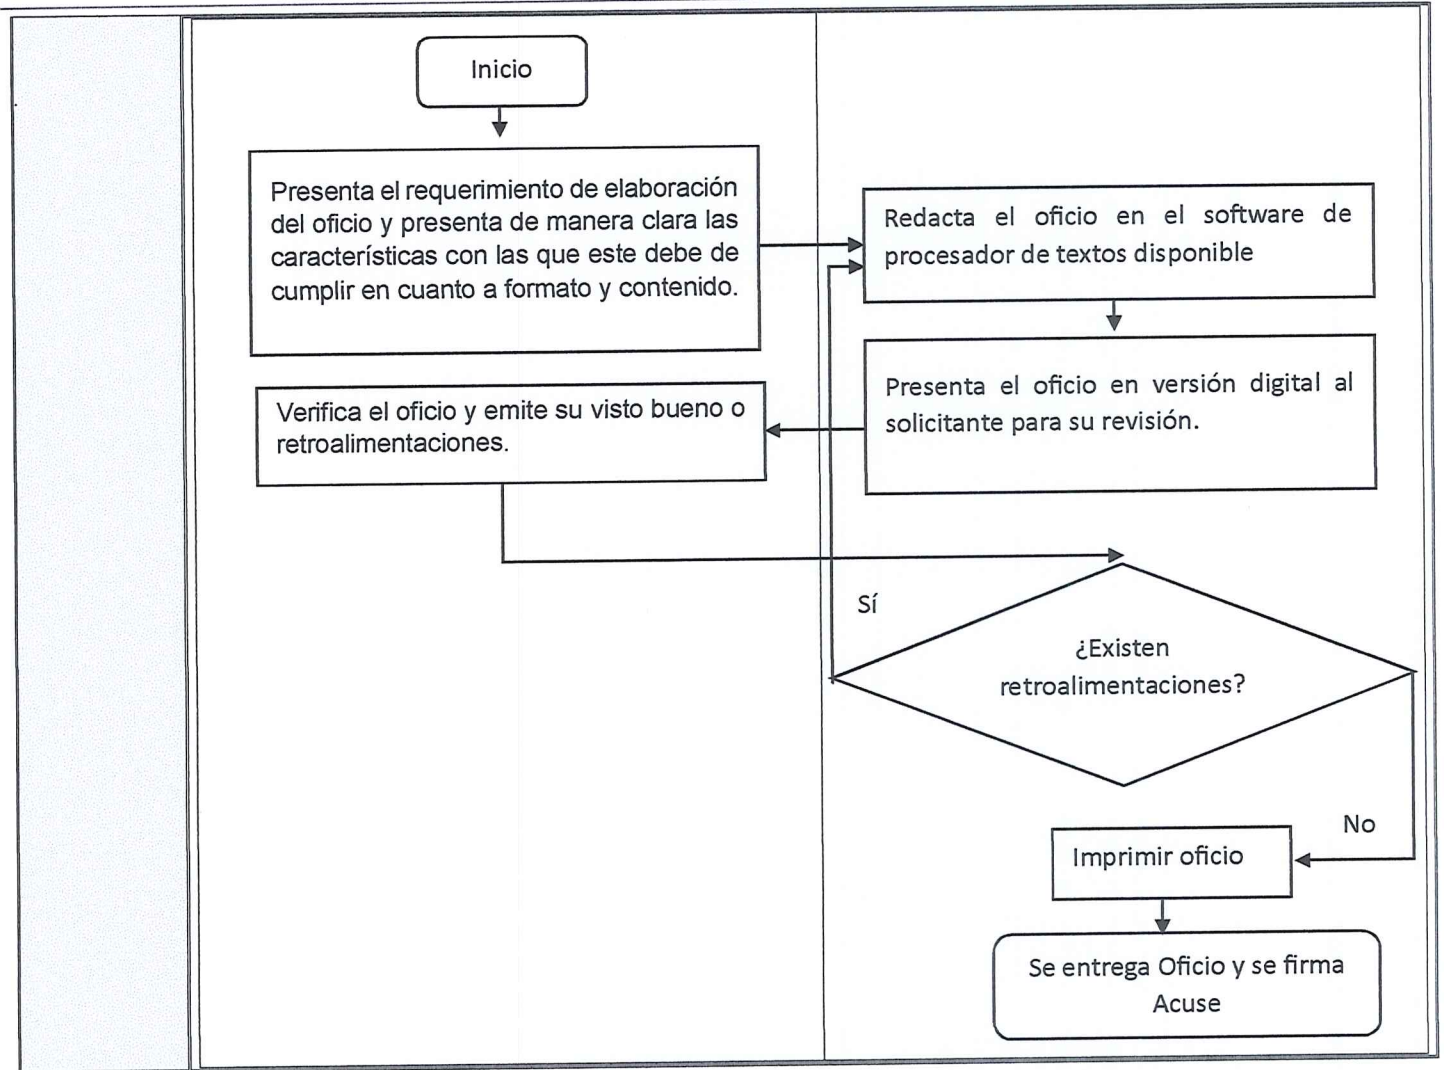 Inicio
Presenta el requerimiento de elaboración
del oficio y presenta de manera clara las
características con las que este debe de
cumplir en cuanto a formato y contenido.
Redacta el oficio en el software de
procesador de textos disponible
Presenta el oficio en versión digital al
solicitante para su revisión.
Verifica el oficio y emite su visto bueno o
retroalimentaciones.
Sí
¿Existen
retroalimentaciones?
No
Imprimir oficio
Se entrega Oficio y se firma
Acuse